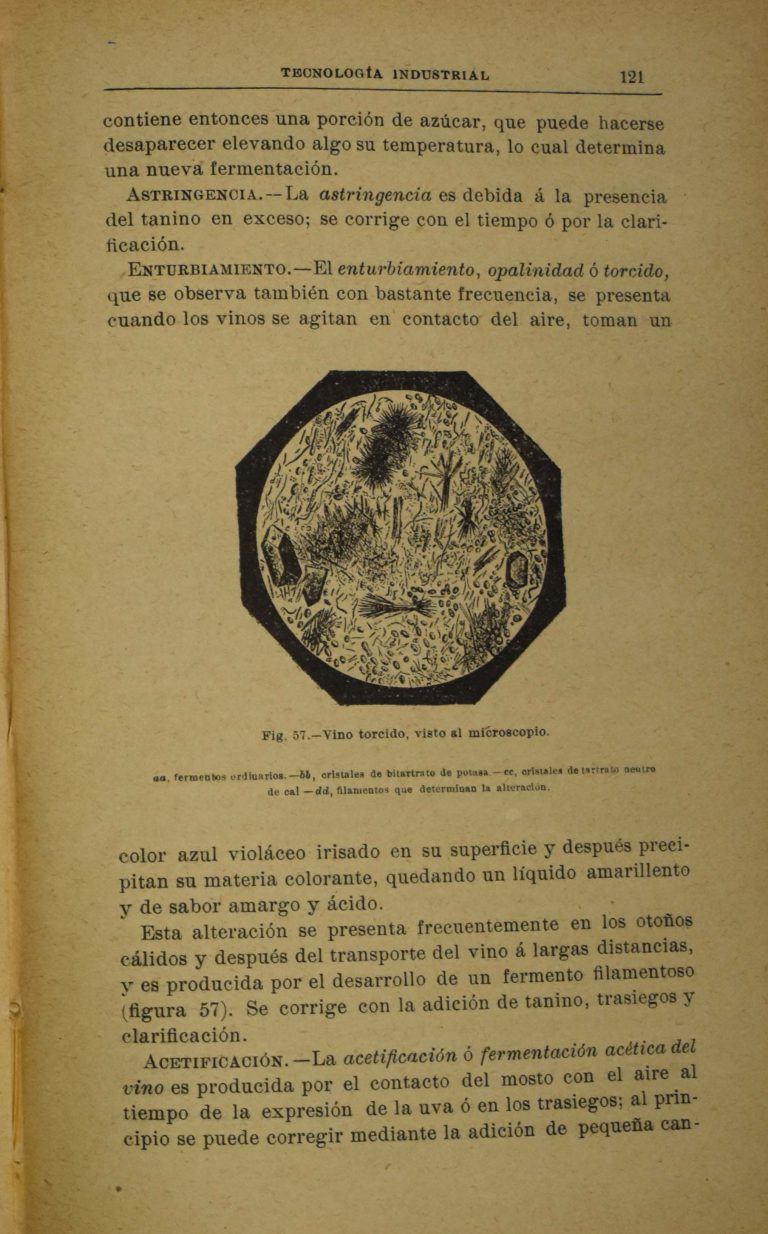 TECNOLOGÍA INDUSTRIAL 121
contiene entonces una porción de azúcar, que puede hacerse
desaparecer elevando algo su temperatura, lo cual determina
una nueva fermentación.
ASTRINGENCIA.—La astringencia es debida á la presencia
del tanino en exceso; se corrige con el tiempo ó por la clari-
ficación.
ENTURBIAMIENTO.—El enturbiamiento, opalinidad ó torcido,
que se observa también con bastante frecuencia, se presenta
cuando los vinos se agitan en contacto del aire, toman un
Fig. 57.—Vino torcido, visto al microscopio.
aa, fermentos ordinarios.—bb, cristales de bitartrato de potasa.—cc, cristales de tartrato neutro
de cal —dd, filamentos que determinan la alteración.
color azul violáceo irisado en su superficie y después preci-
pitan su materia colorante, quedando un líquido amarillento
y de sabor amargo y ácido.
Esta alteración se presenta frecuentemente en los otoños
cálidos y después del transporte del vino á largas distancias,
y es producida por el desarrollo de un fermento filamentoso
(figura 57). Se corrige con la adición de tanino, trasiegos y
clarificación.
ACETIFICACIÓN.—La acetificación ó fermentación acética del
vino es producida por el contacto del mosto con el aire al
tiempo de la expresión de la uva ó en los trasiegos; al prin-
cipio se puede corregir mediante la adición de pequeña can-